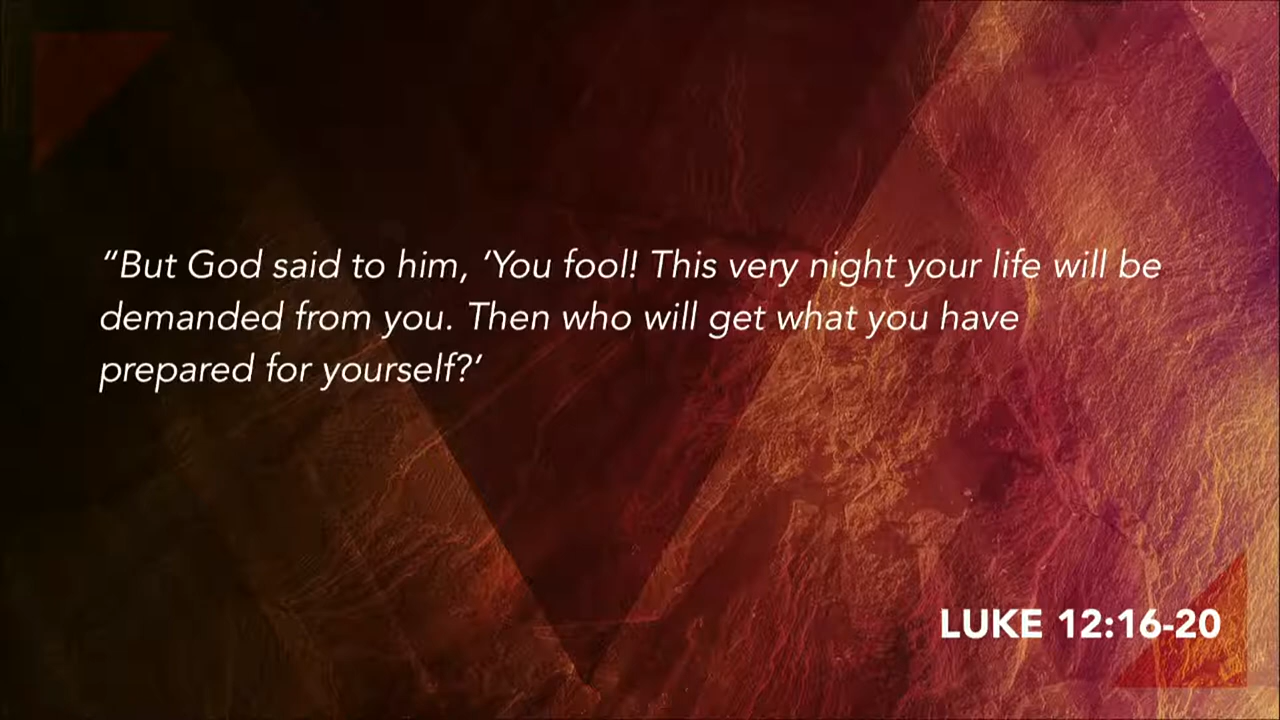 “But God said to him, ‘You fool! This very night your life will be
demanded from you. Then who will get what you have
prepared for yourself?’
LUKE 12:16-20